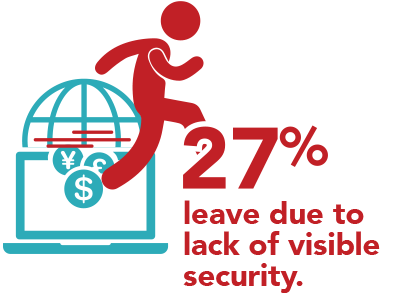 ¥ £
$
27%
leave due to
lack of visible
security.